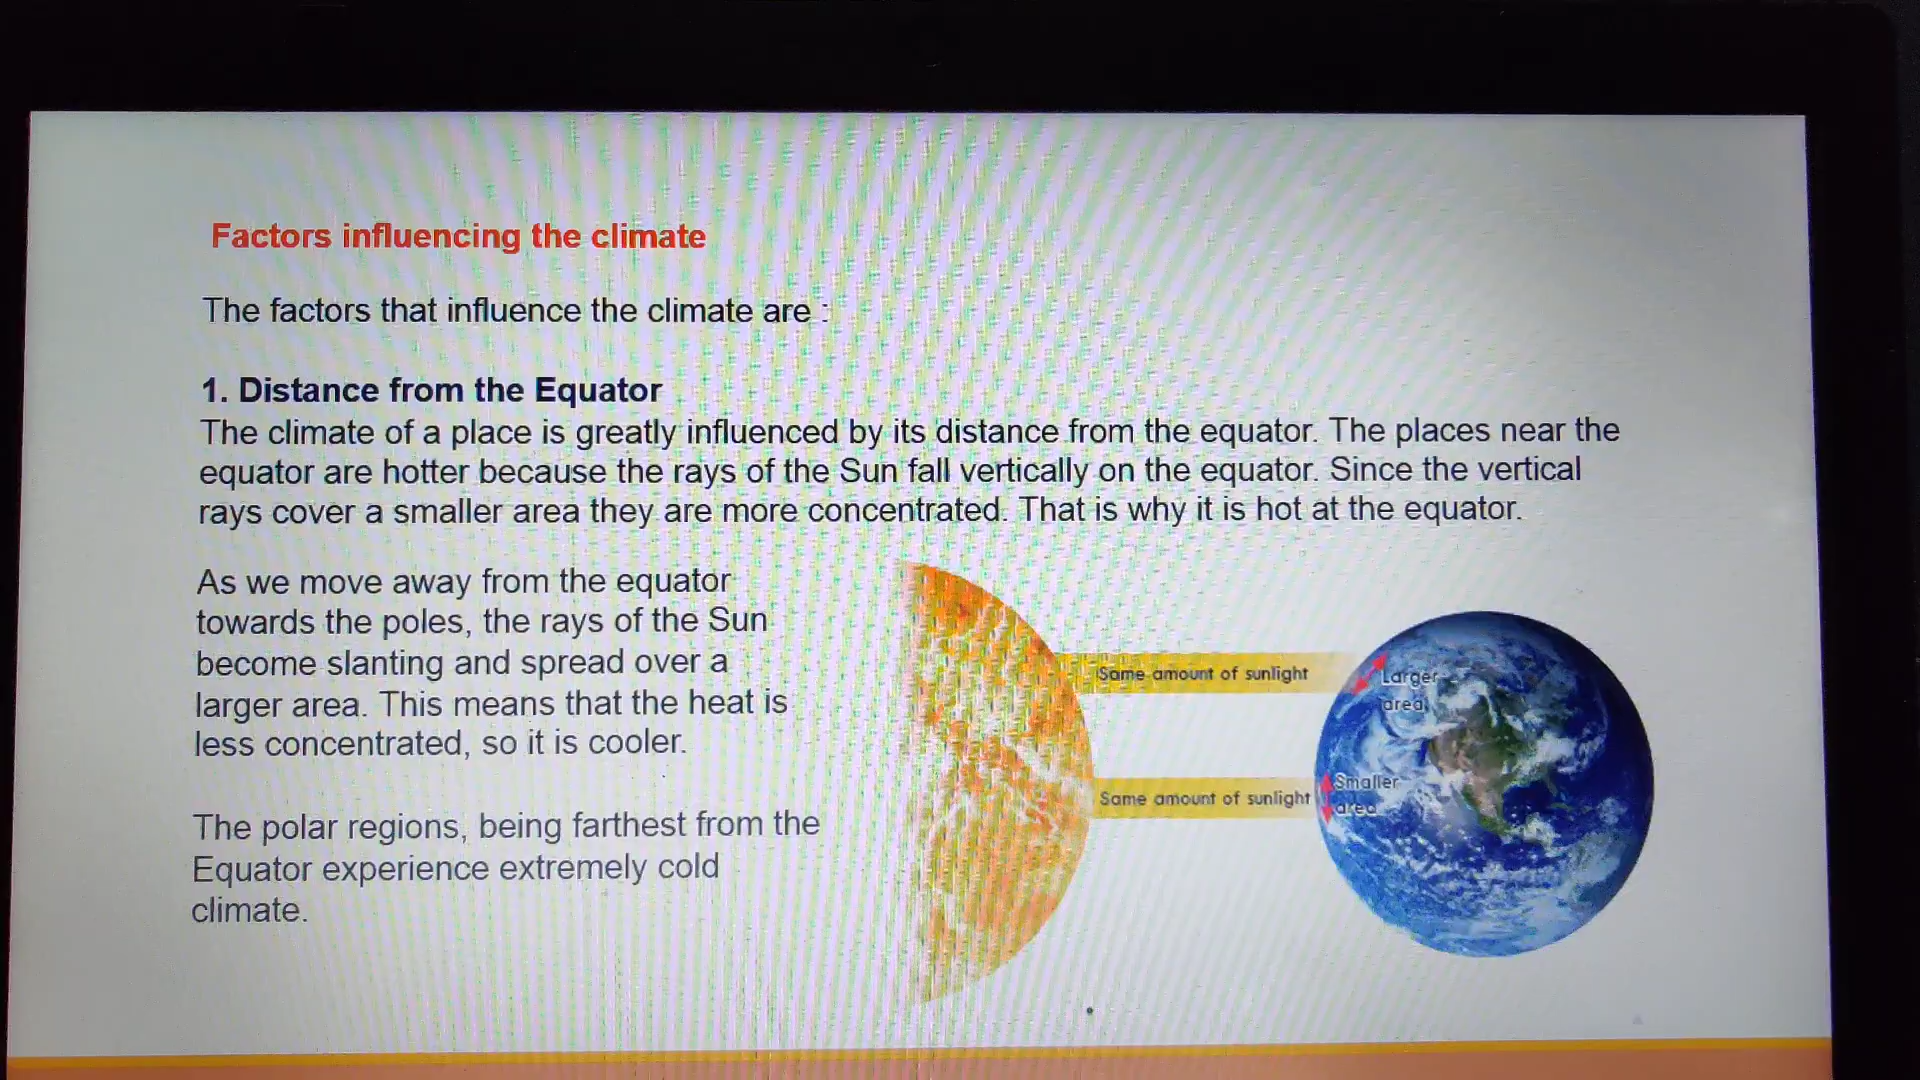 Factors influencing the climate
The factors that influence the climate are :
1. Distance from the Equator
The climate of a place is greatly influenced by its distance from the equator. The places near the
equator are hotter because the rays of the Sun fall vertically on the equator. Since the vertical
rays cover a smaller area they are more concentrated. That is why it is hot at the equator.
As we move away from the equator
towards the poles, the rays of the Sun
become slanting and spread over a
larger area. This means that the heat is
less concentrated, so it is cooler.
The polar regions, being farthest from the
Equator experience extremely cold
climate.
Same amount of sunlight
Larger
area
Same amount of sunlight
Smaller
area